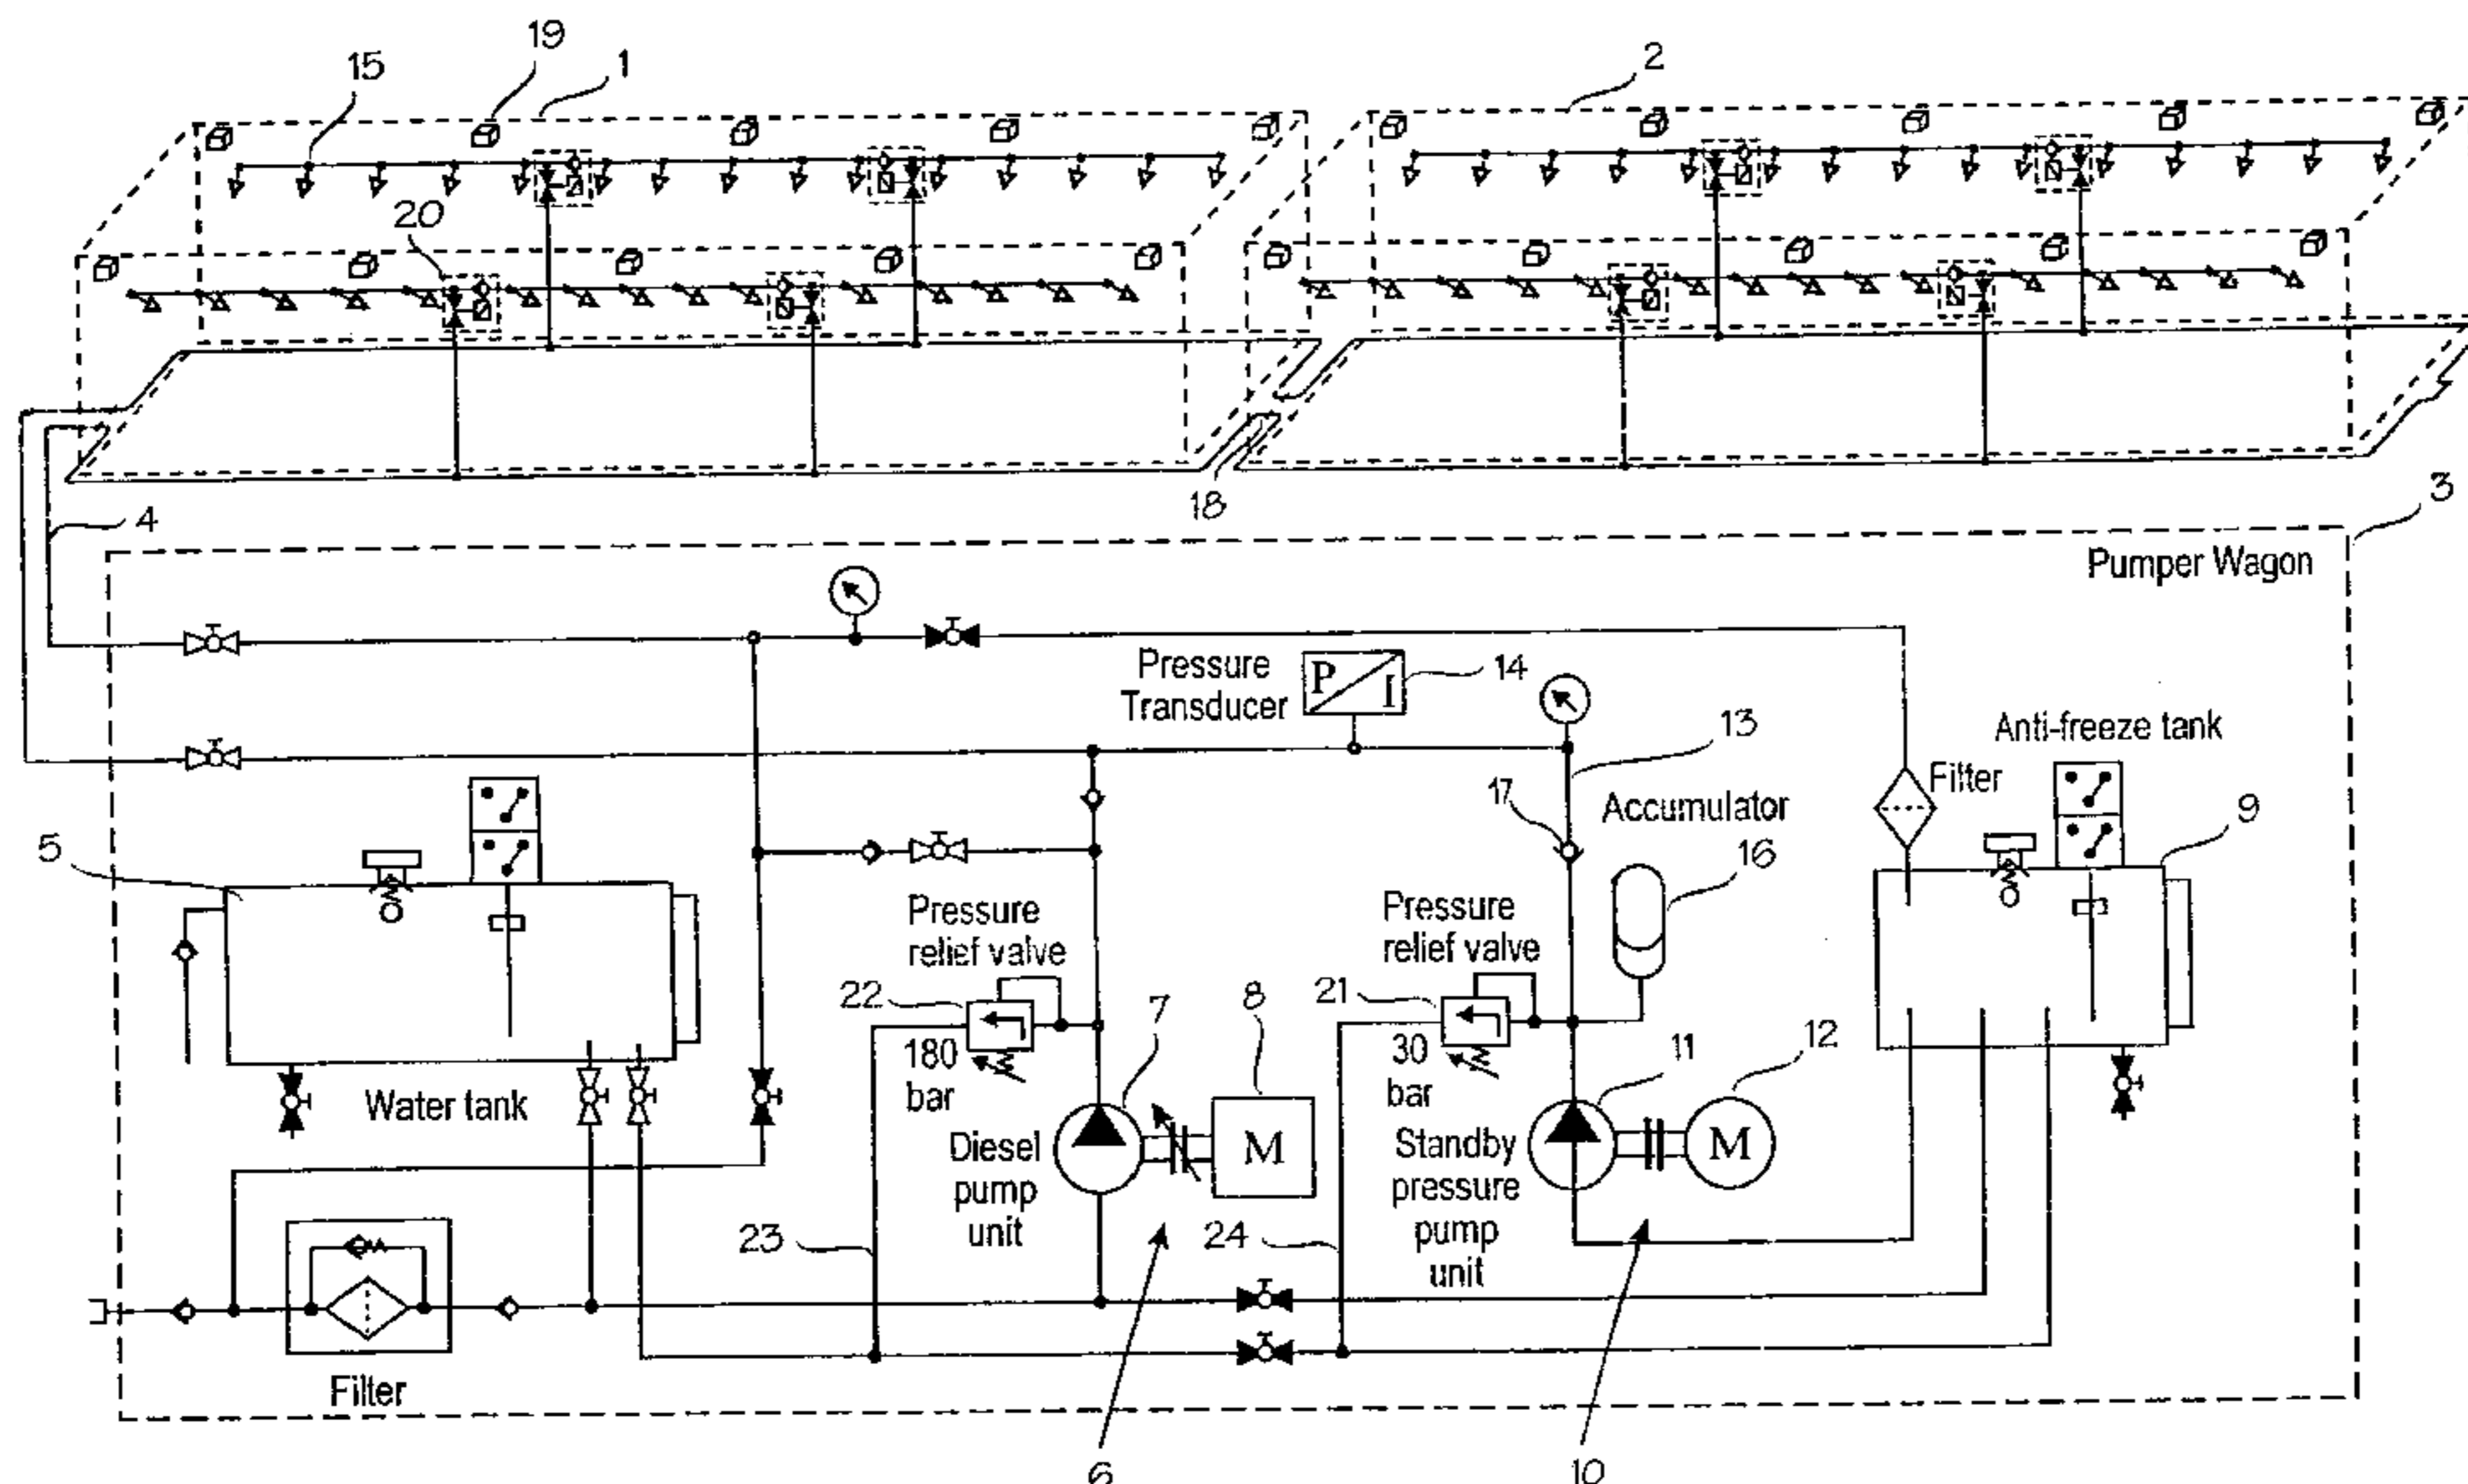 19
1
15
2
20
18
3
4
Pumper Wagon
Pressure
Transducer
P
I
14
13
Anti-freeze tank
17
Accumulator
Filter
9
5
16
Pressure
relief valve
Pressure
relief valve
22
7
8
21
11
12
180
bar
30
bar
Water tank
M
M
Diesel
pump
unit
Standby
pressure
pump
unit
23
24
Filter
6
10